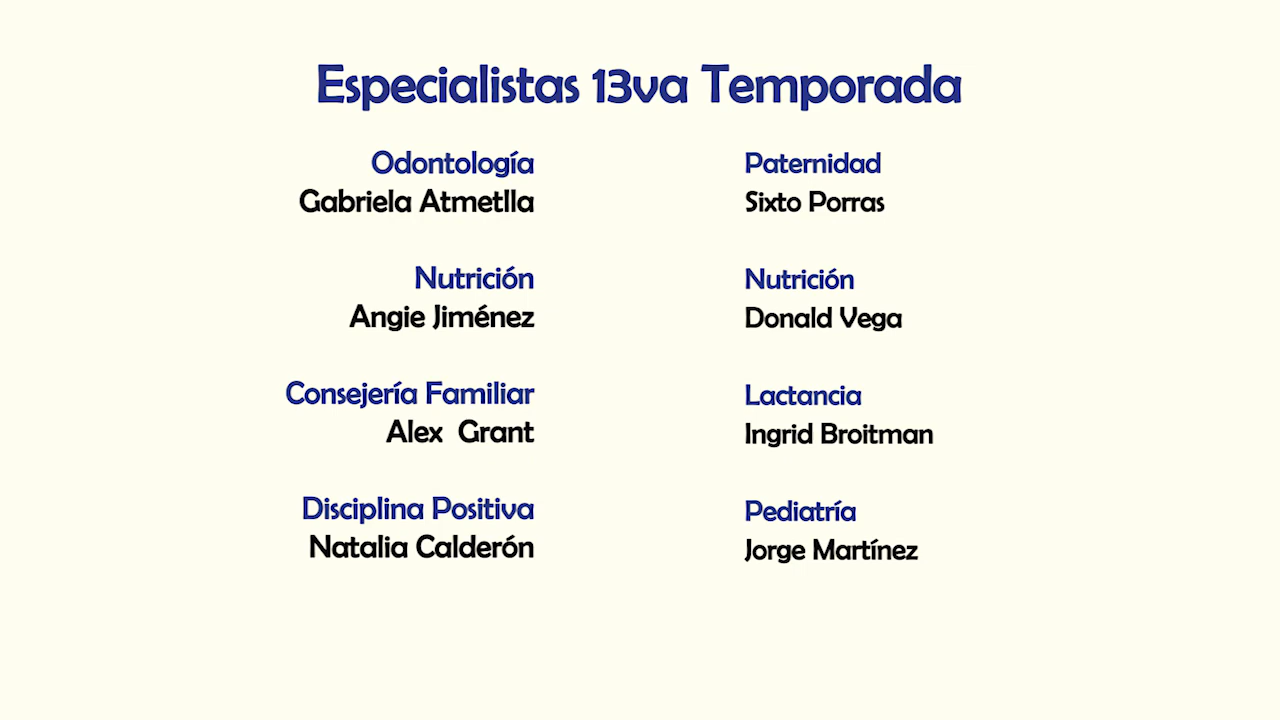 Especialistas 13va Temporada
Odontología
Gabriela Atmetlla
Nutrición
Angie Jiménez
Consejería Familiar
Alex Grant
Disciplina Positiva
Natalia Calderón
Paternidad
Sixto Porras
Nutrición
Donald Vega
Lactancia
Ingrid Broitman
Pediatría
Jorge Martínez